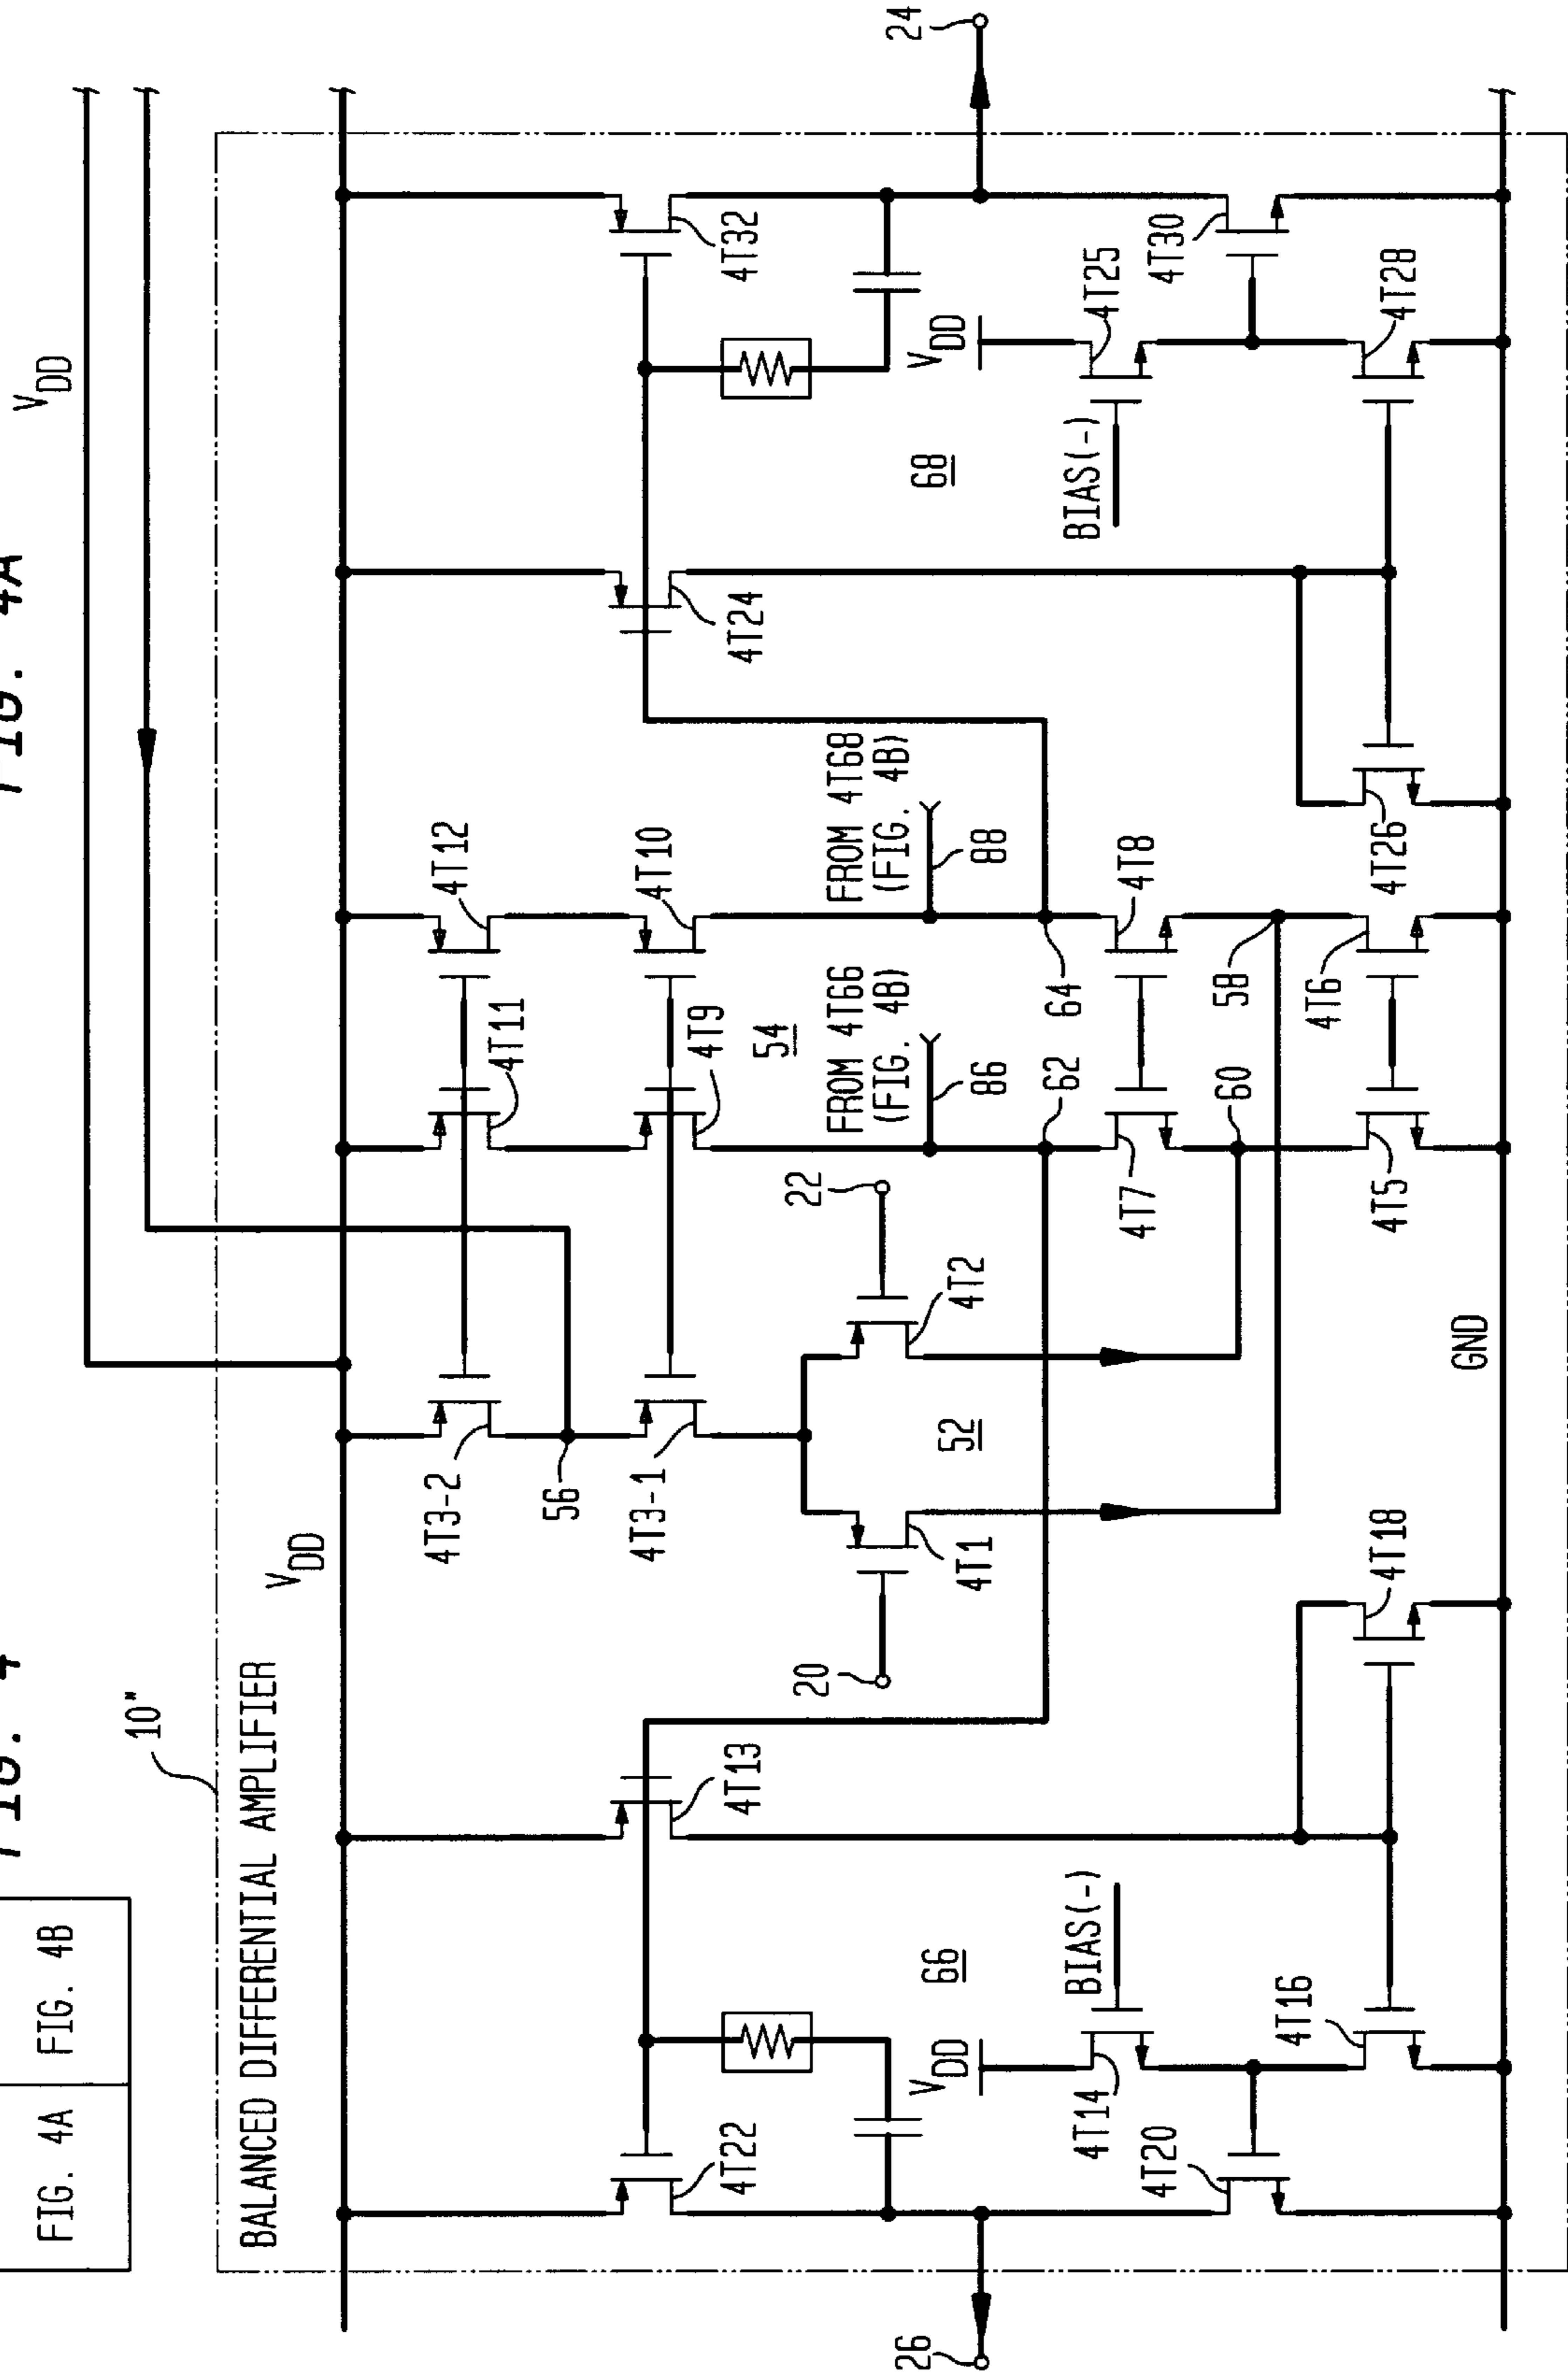 FIG. 4
FIG. 4A
FIG. 4A
FIG. 4B
10"
VDD
BALANCED DIFFERENTIAL AMPLIFIER
VDD
4T3-2
4T11
4T12
56
4T3-1
4T9
4T10
4T22
4T13
4T24
4T32
54
20
22
4T1
4T2
52
FROM 4T66
(FIG. 4B)
86
FROM 4T68
(FIG. 4B)
88
62
64
24
26
66
68
VDD
BIAS(-)
4T14
BIAS(-)
VDD
4T25
4T7
4T8
60
58
4T20
4T16
4T18
4T5
4T6
4T26
4T30
4T28
GND